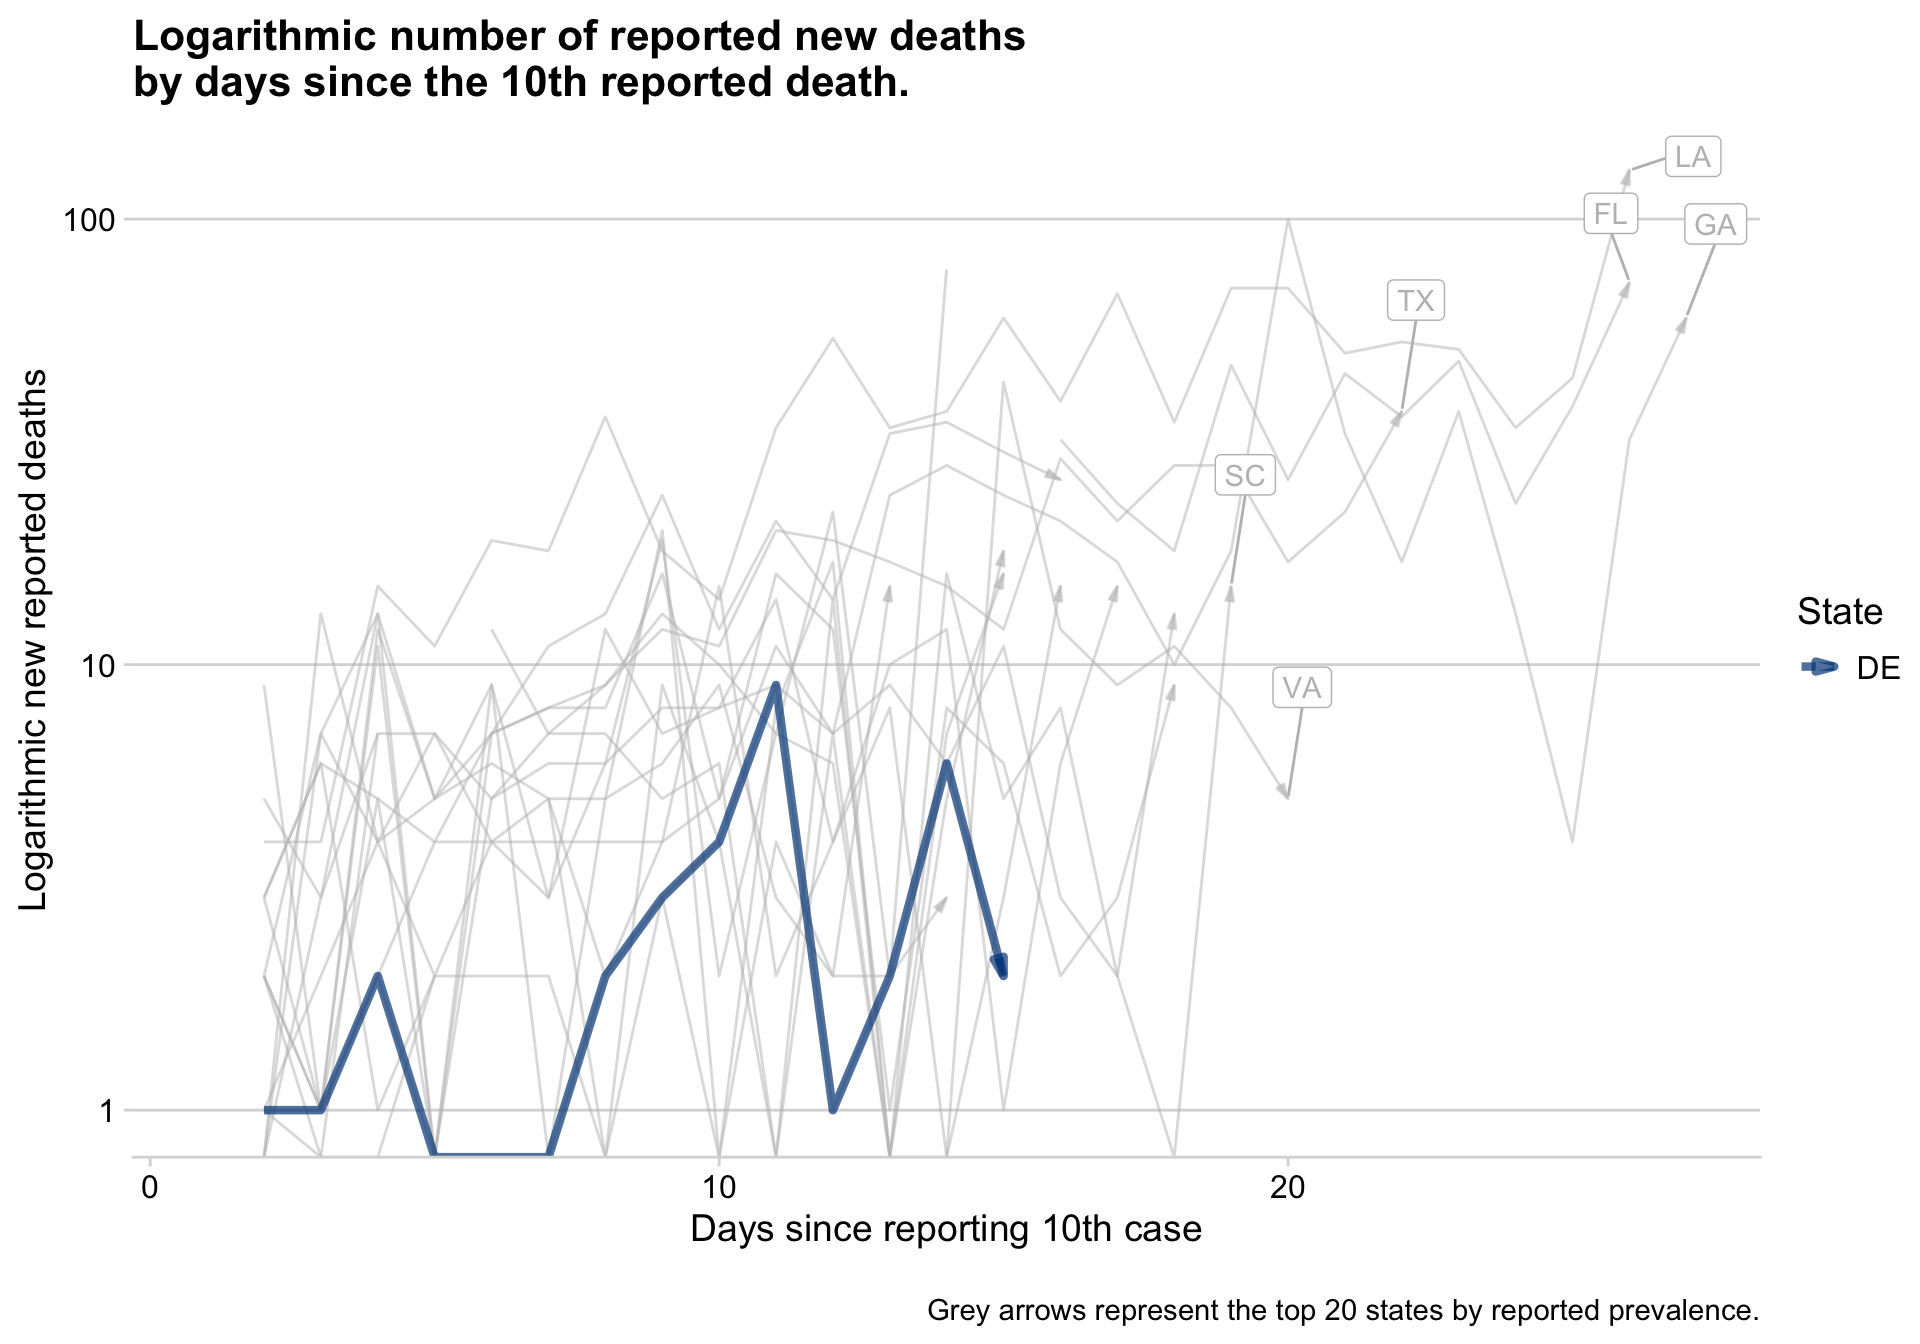 Logarithmic number of reported new deaths
by days since the 10th reported death.
LA
FL
GA
100
TX
SC
10
VA
1
Logarithmic new reported deaths
State
DE
0
10
20
Days since reporting 10th case
Grey arrows represent the top 20 states by reported prevalence.